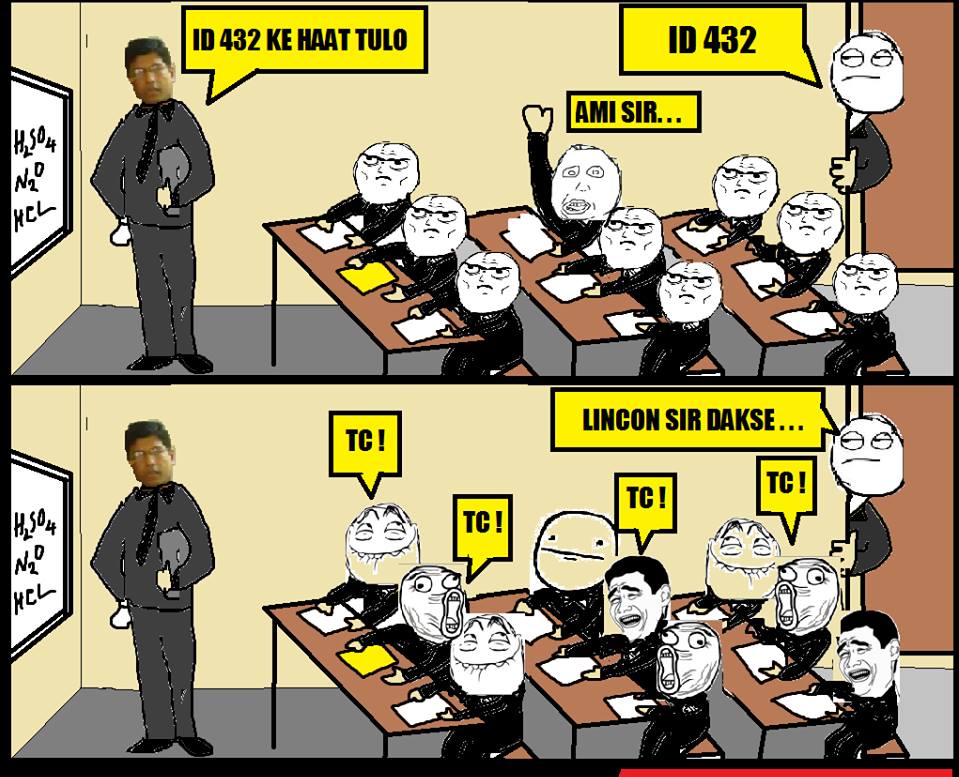 ID 432 KE HAAT TULO
ID 432
AMI SIR. . .
H2SO4
N2O
HCL
LINCON SIR DAKSE . . .
TC !
TC !
TC !
TC !
H2SO4
N2O
HCL